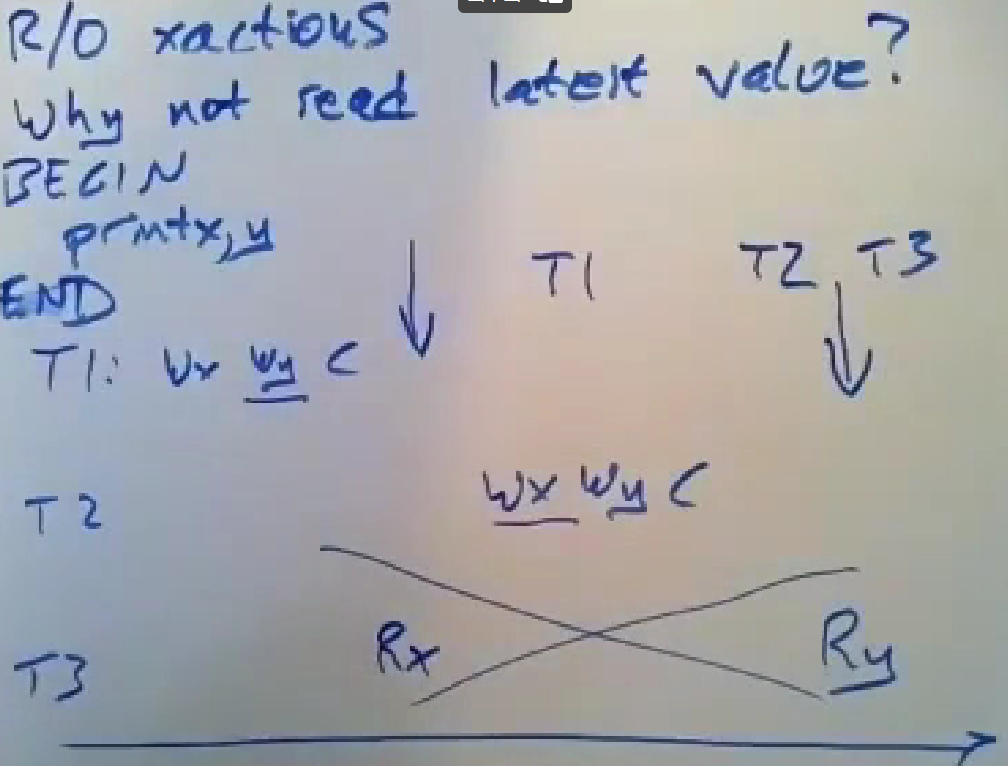 R/O xactions
Why not read latest value?
BEGIN
print x, y
END
T1 T2 T3
T1: Wx Wy C
T2 Wx Wy C
T3 Rx Ry